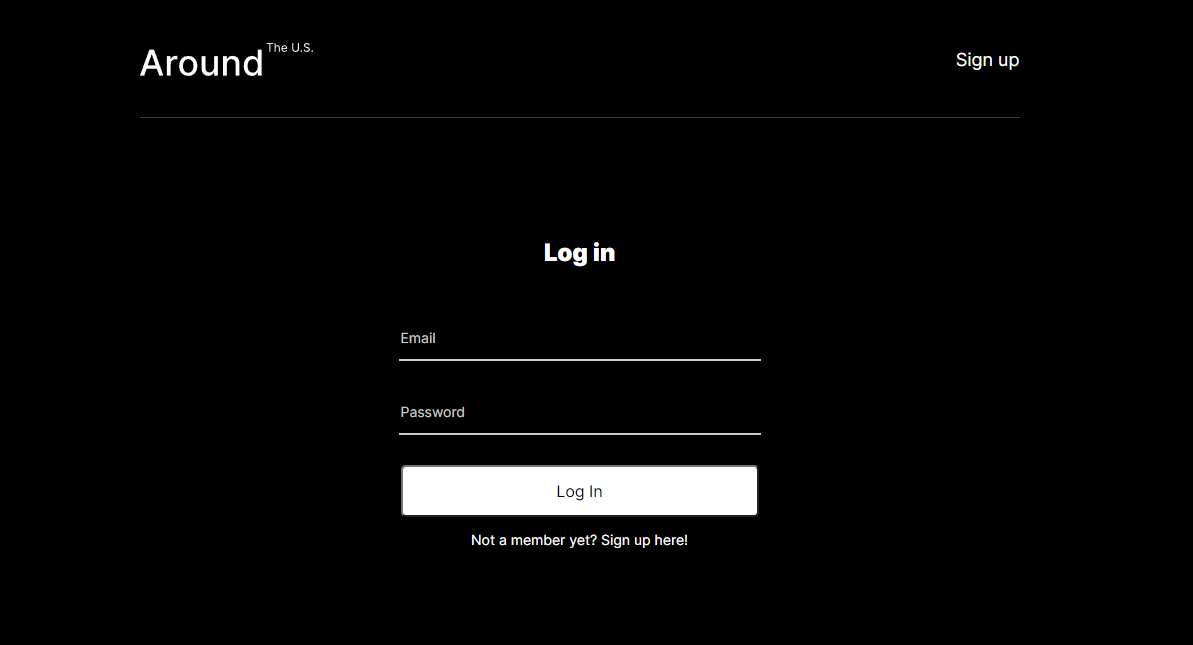 Around The U.S.
Sign up
Log in
Email
Password
Log In
Not a member yet? Sign up here!